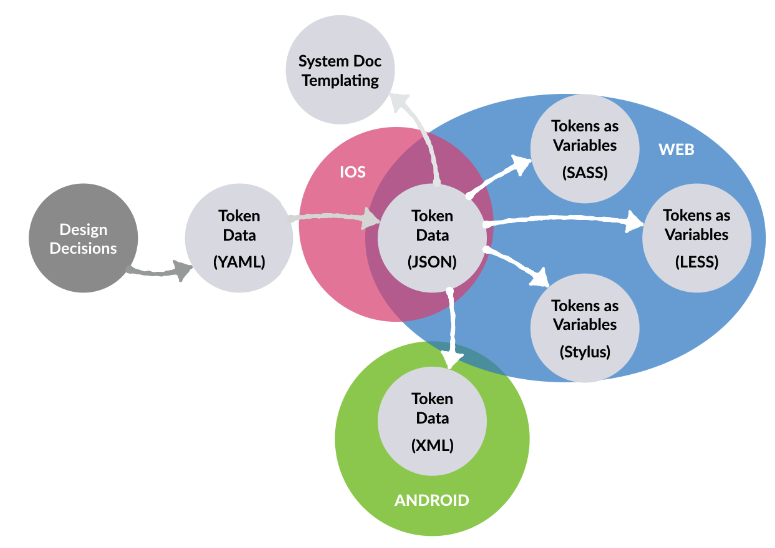 System Doc
Templating
IOS
Tokens as
Variables
(SASS)
WEB
Design
Decisions
Token
Data
(YAML)
Token
Data
(JSON)
Tokens as
Variables
(LESS)
Tokens as
Variables
(Stylus)
Token
Data
(XML)
ANDROID